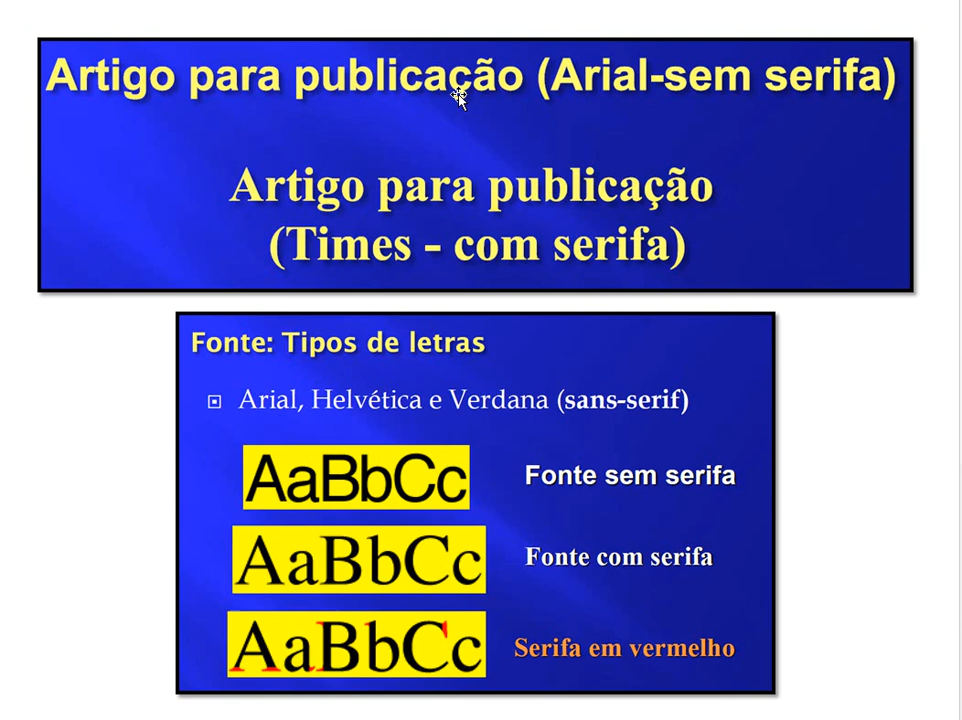 Artigo para publicação (Arial-sem serifa)
Artigo para publicação
(Times - com serifa)
Fonte: Tipos de letras
Arial, Helvética e Verdana (sans-serif)
AaBbCc Fonte sem serifa
AaBbCc Fonte com serifa
AaBbCc Serifa em vermelho